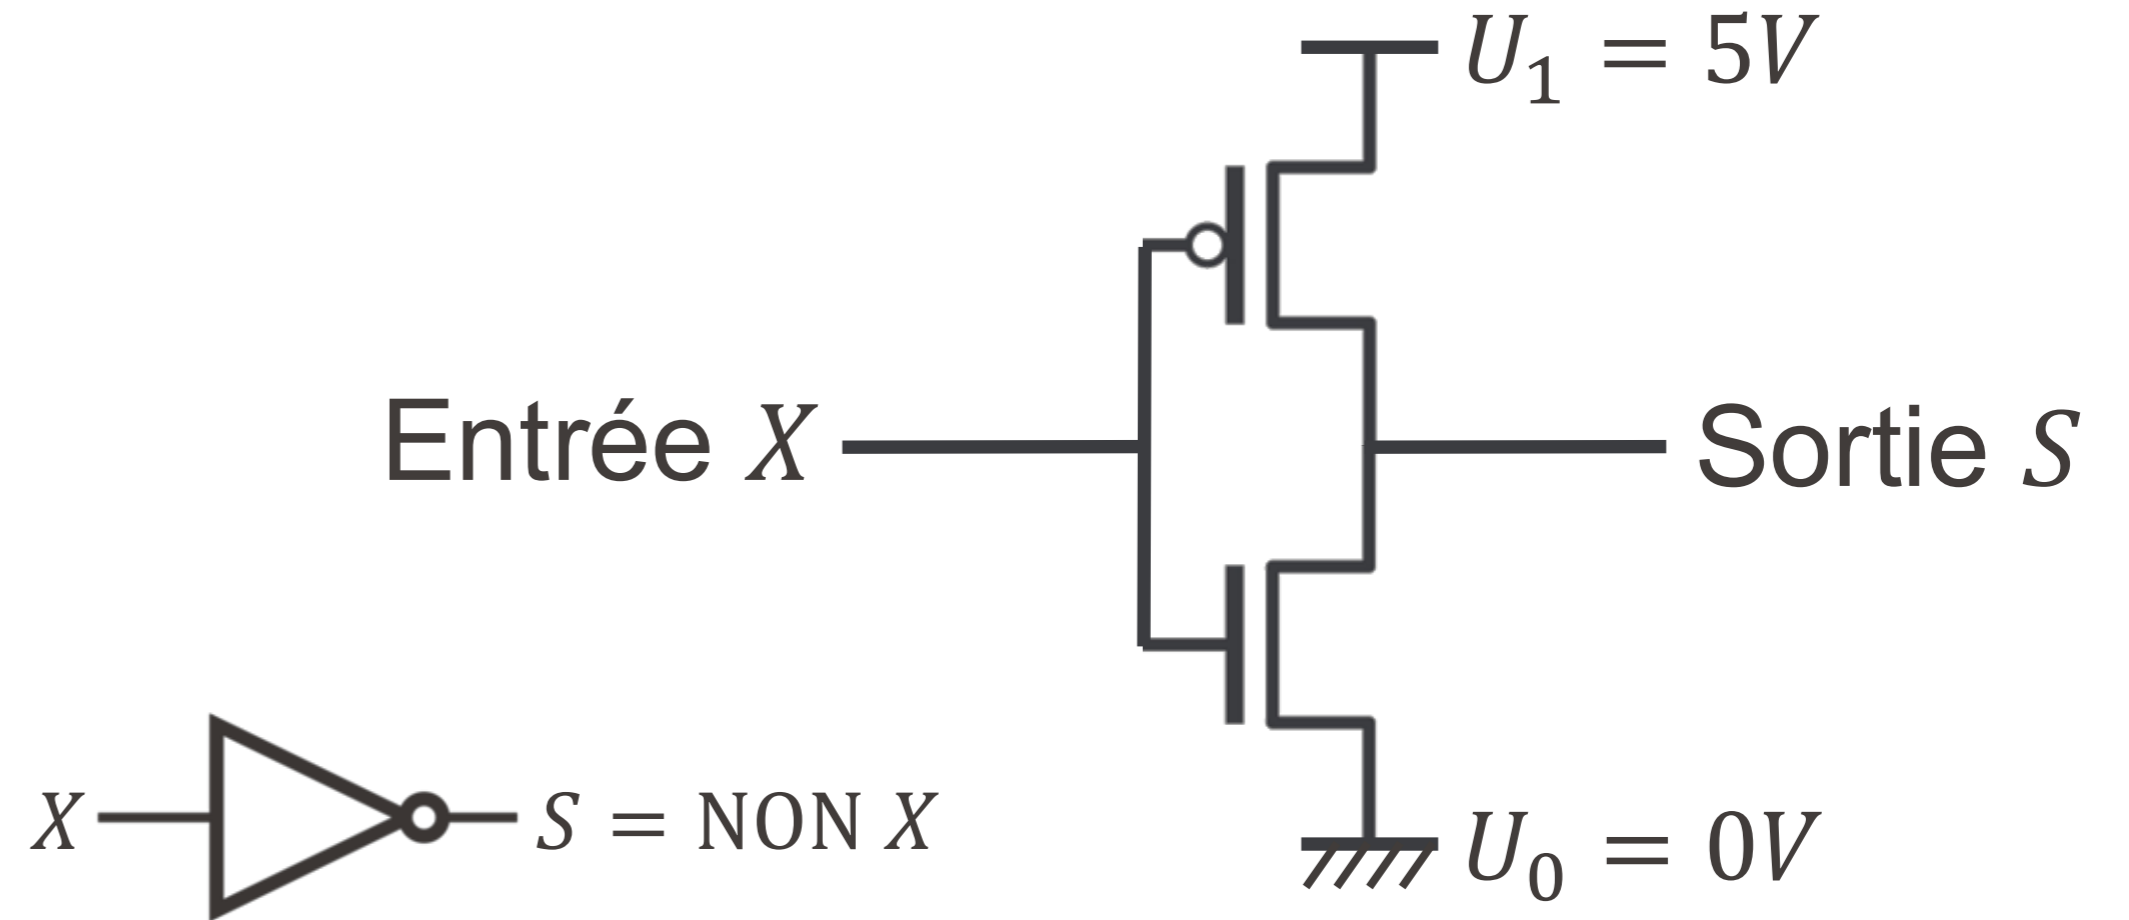 U₁ = 5V
Entrée X
Sortie S
X
S = NON X
U₀ = 0V